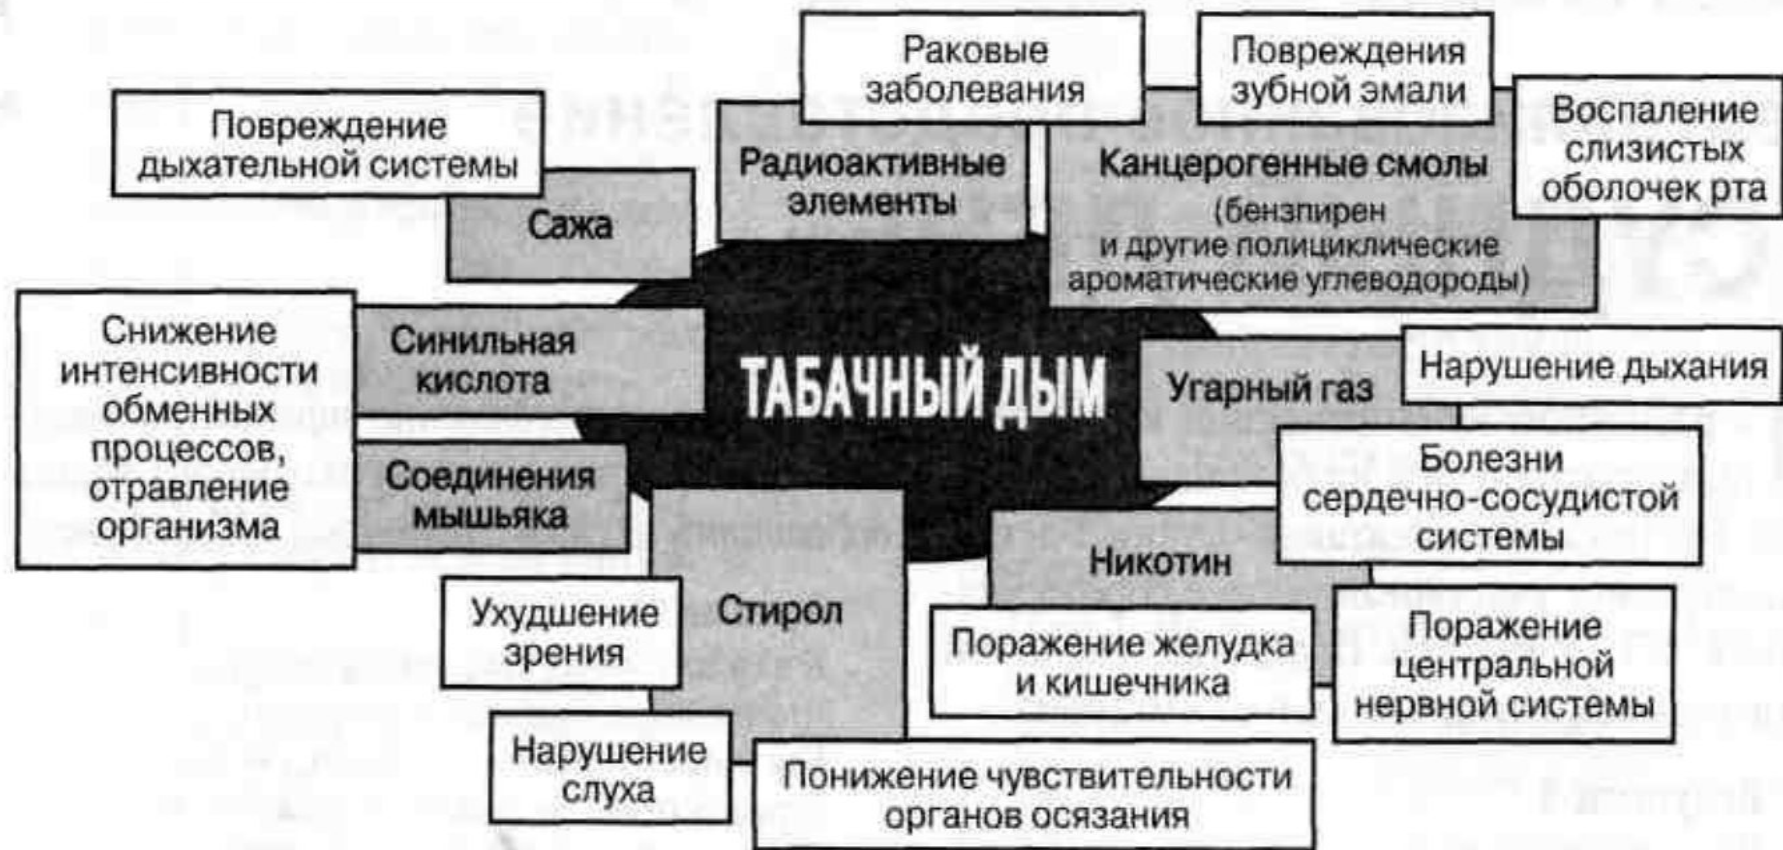 Раковые
заболевания
Повреждения
зубной эмали
Воспаление
слизистых
оболочек рта
Повреждение
дыхательной системы
Сажа
Радиоактивные
элементы
Канцерогенные смолы
(бензпирен
и другие полициклические
ароматические углеводороды)
Снижение
интенсивности
обменных
процессов,
отравление
организма
Синильная
кислота
Соединения
мышьяка
ТАБАЧНЫЙ ДЫМ
Угарный газ
Нарушение дыхания
Болезни
сердечно-сосудистой
системы
Никотин
Поражение желудка
и кишечника
Поражение
центральной
нервной системы
Стирол
Ухудшение
зрения
Нарушение
слуха
Понижение чувствительности
органов осязания